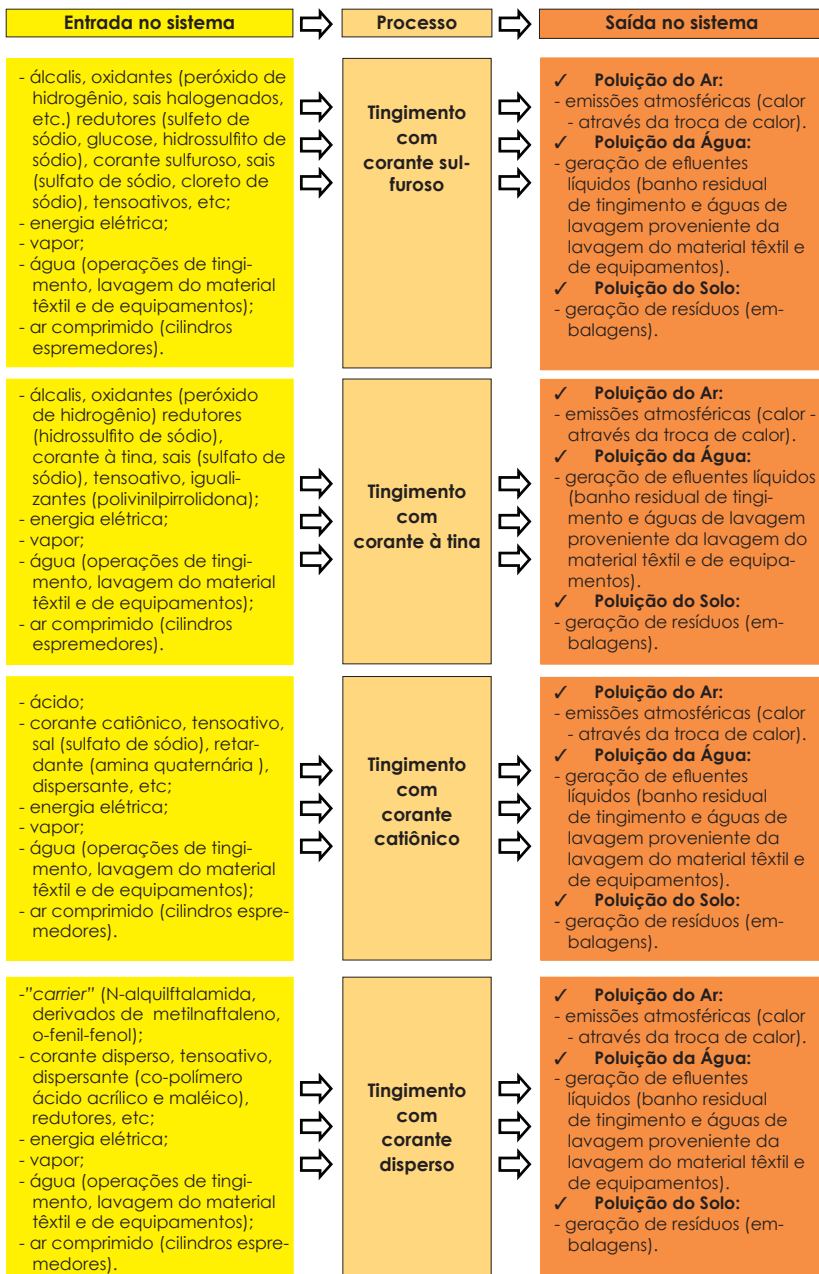 Entrada no sistema
Processo
Saída no sistema
- álcalis, oxidantes (peróxido de
hidrogênio, sais halogenados,
etc.) redutores (sulfeto de
sódio, glucose, hidrossulfito de
sódio), corante sulfuroso, sais
(sulfato de sódio, cloreto de
sódio), tensoativos, etc;
- energia elétrica;
- vapor;
- água (operações de tingi-
mento, lavagem do material
têxtil e de equipamentos);
- ar comprimido (cilindros
espremedores).
Tingimento
com
corante sul-
furoso
✓ Poluição do Ar:
- emissões atmosféricas (calor
- através da troca de calor).
✓ Poluição da Água:
- geração de efluentes
líquidos (banho residual
de tingimento e águas de
lavagem proveniente da
lavagem do material têxtil e
de equipamentos).
✓ Poluição do Solo:
- geração de resíduos (em-
balagens).
- álcalis, oxidantes (peróxido
de hidrogênio) redutores
(hidrossulfito de sódio),
corante à tina, sais (sulfato de
sódio), tensoativo, iguali-
zantes (polivinilpirrolidona);
- energia elétrica;
- vapor;
- água (operações de tingi-
mento, lavagem do material
têxtil e de equipamentos);
- ar comprimido (cilindros
espremedores).
Tingimento
com
corante à tina
✓ Poluição do Ar:
- emissões atmosféricas (calor -
através da troca de calor).
✓ Poluição da Água:
- geração de efluentes líquidos
(banho residual de tingi-
mento e águas de lavagem
proveniente da lavagem do
material têxtil e de equipa-
mentos).
✓ Poluição do Solo:
- geração de resíduos (em-
balagens).
- ácido;
- corante catiônico, tensoativo,
sal (sulfato de sódio), retar-
dante (amina quaternária ),
dispersante, etc;
- energia elétrica;
- vapor;
- água (operações de tingi-
mento, lavagem do material
têxtil e de equipamentos);
- ar comprimido (cilindros espre-
medores).
Tingimento
com
corante
catiônico
✓ Poluição do Ar:
- emissões atmosféricas (calor
- através da troca de calor).
✓ Poluição da Água:
- geração de efluentes
líquidos (banho residual
de tingimento e águas de
lavagem proveniente da
lavagem do material têxtil e
de equipamentos).
✓ Poluição do Solo:
- geração de resíduos (em-
balagens).
-"carrier" (N-alquilftalamida,
derivados de metilnaftaleno,
o-fenil-fenol);
- corante disperso, tensoativo,
dispersante (co-polímero
ácido acrílico e maléico),
redutores, etc;
- energia elétrica;
- vapor;
- água (operações de tingi-
mento, lavagem do material
têxtil e de equipamentos);
- ar comprimido (cilindros espre-
medores).
Tingimento
com
corante
disperso
✓ Poluição do Ar:
- emissões atmosféricas (calor
- através da troca de calor).
✓ Poluição da Água:
- geração de efluentes
líquidos (banho residual
de tingimento e águas de
lavagem proveniente da
lavagem do material têxtil e
de equipamentos).
✓ Poluição do Solo:
- geração de resíduos (em-
balagens).